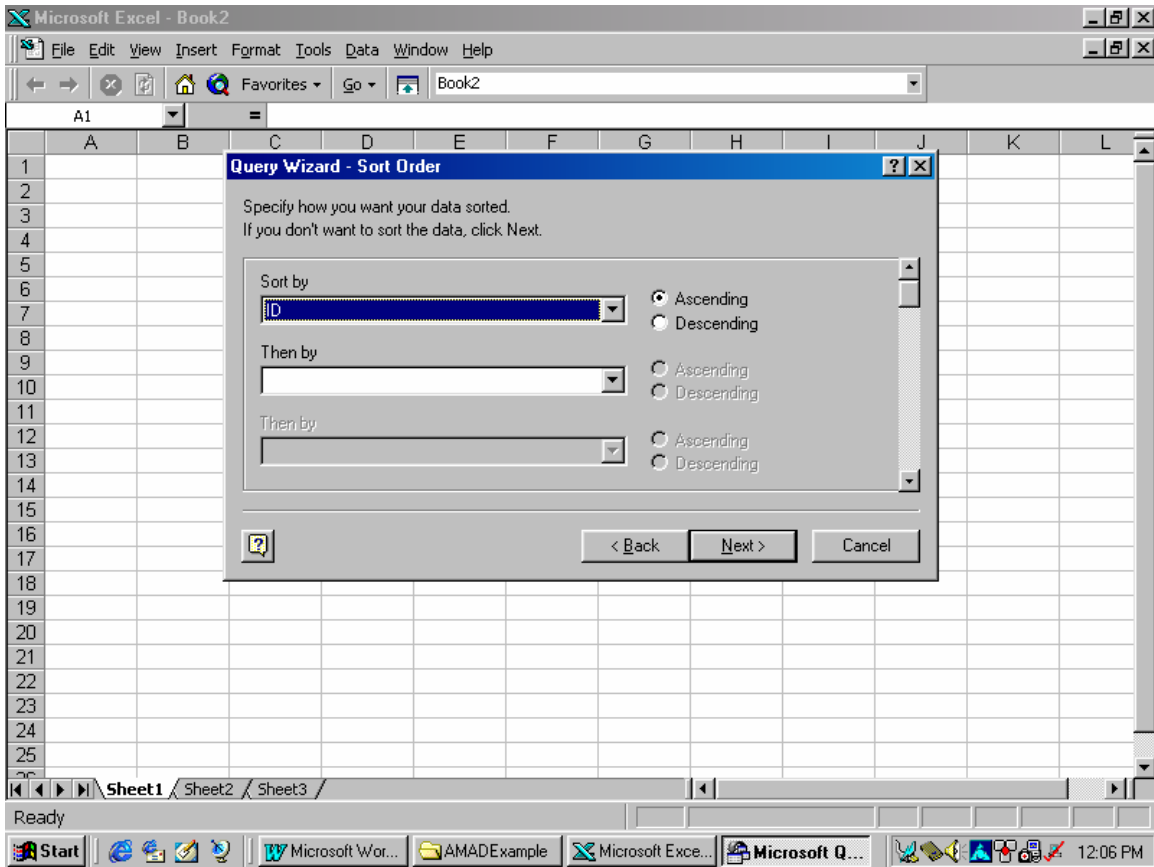 Microsoft Excel - Book2
File Edit View Insert Format Tools Data Window Help
Favorites Go Book2
A1 =
A B C D E F G H I J K L
Query Wizard - Sort Order
1
2
Specify how you want your data sorted.
3
If you don't want to sort the data, click Next.
4
5
Sort by
6
ID
Ascending
7
Descending
8
Then by
9
Ascending
10
Descending
11
Then by
12
Ascending
13
Descending
14
15
16
< Back Next > Cancel
17
18
19
20
21
22
23
24
25
26
Sheet1 Sheet2 Sheet3
Ready
Start Microsoft Wor... AMADExample Microsoft Exce... Microsoft Q... 12:06 PM